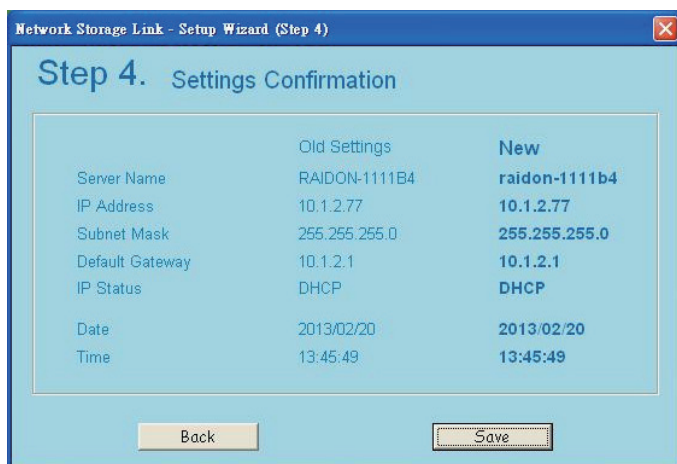 Network Storage Link - Setup Wizard (Step 4)
Step 4. Settings Confirmation
Old Settings New
Server Name RAIDON-1111B4 raidon-1111b4
IP Address 10.1.2.77 10.1.2.77
Subnet Mask 255.255.255.0 255.255.255.0
Default Gateway 10.1.2.1 10.1.2.1
IP Status DHCP DHCP
Date 2013/02/20 2013/02/20
Time 13:45:49 13:45:49
Back Save